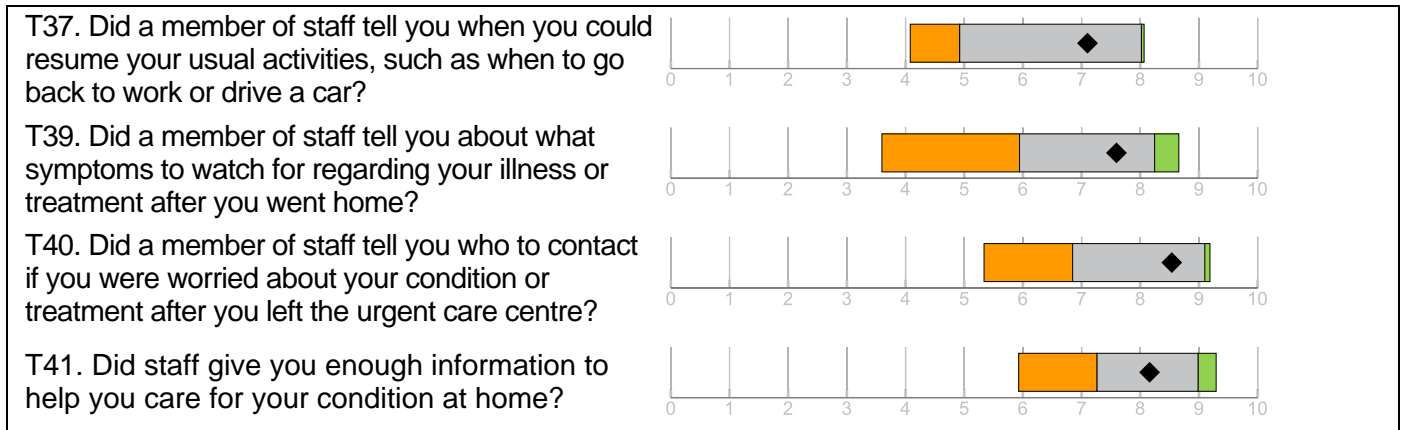 T37. Did a member of staff tell you when you could
resume your usual activities, such as when to go
back to work or drive a car?
0 1 2 3 4 5 6 7 8 9 10
T39. Did a member of staff tell you about what
symptoms to watch for regarding your illness or
treatment after you went home?
0 1 2 3 4 5 6 7 8 9 10
T40. Did a member of staff tell you who to contact
if you were worried about your condition or
treatment after you left the urgent care centre?
0 1 2 3 4 5 6 7 8 9 10
T41. Did staff give you enough information to
help you care for your condition at home?
0 1 2 3 4 5 6 7 8 9 10